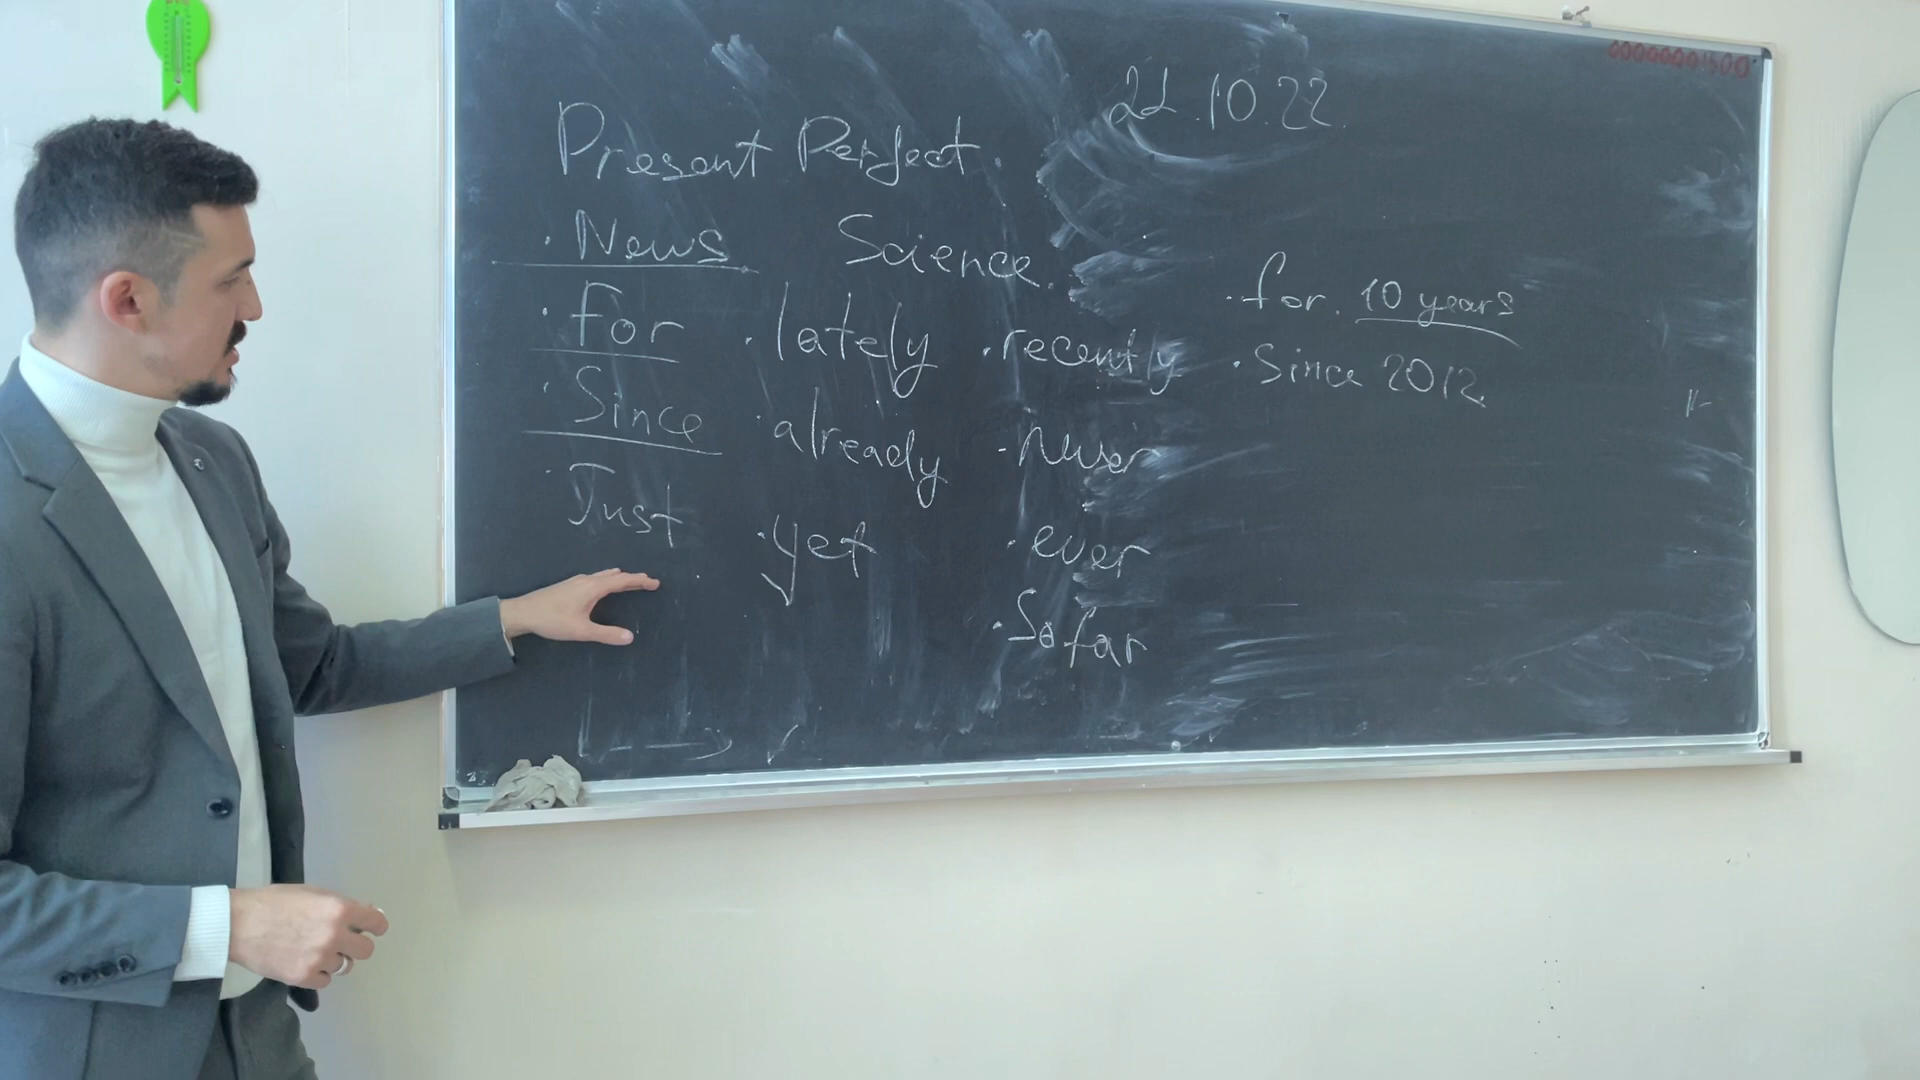 21.10.22
Present Perfect.
· News Science.
· For · lately · recently
· Since · already - never
· Just · yet · ever
· So far
· for. 10 years
· Since 2012